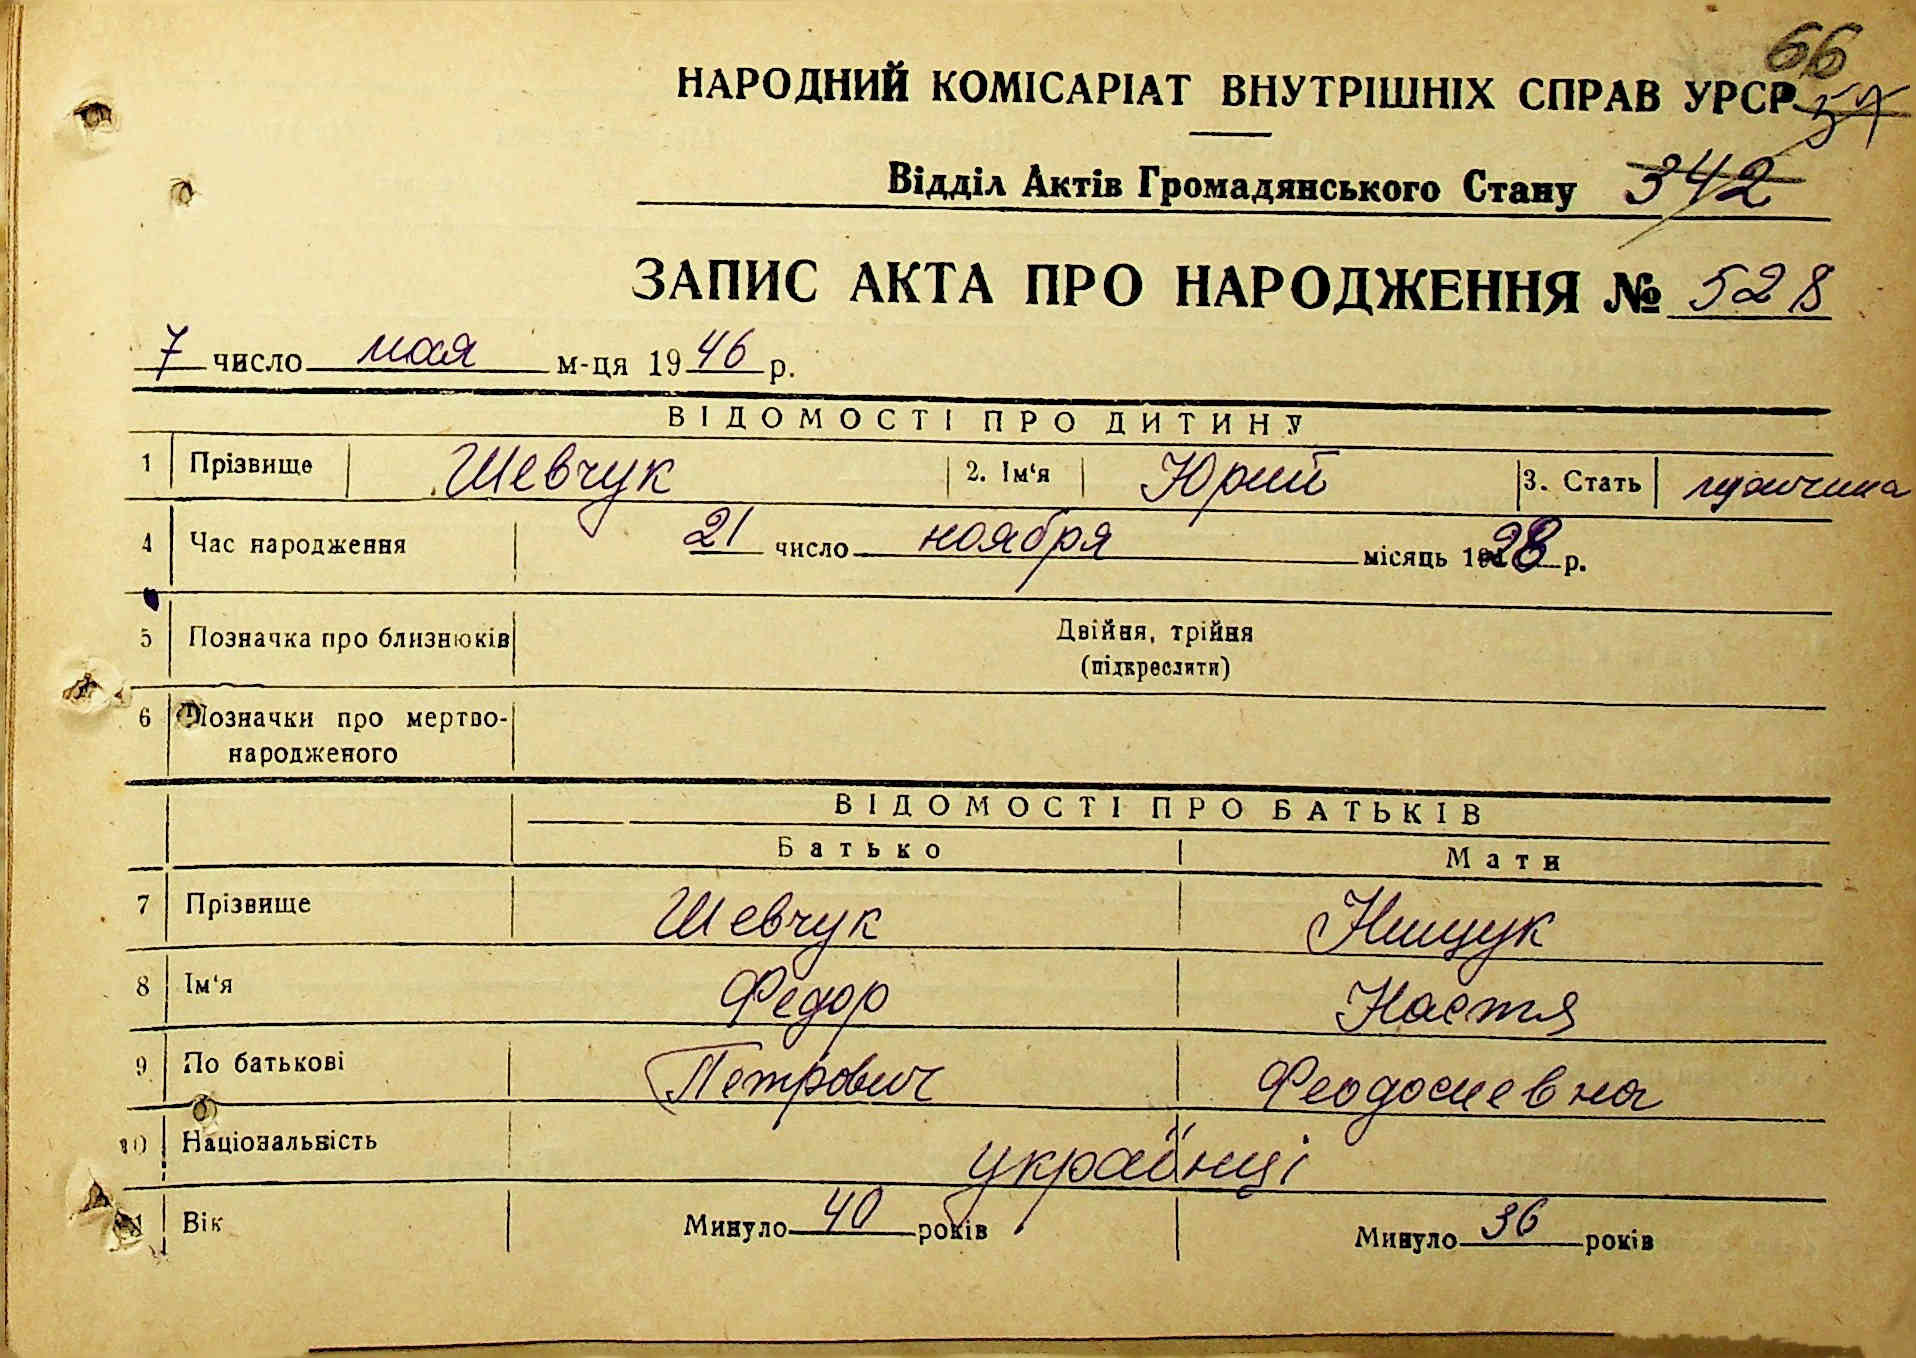 66
НАРОДНИЙ КОМІСАРІАТ ВНУТРІШНІХ СПРАВ УРСР
Відділ Актів Громадянського Стану 342
ЗАПИС АКТА ПРО НАРОДЖЕННЯ № 528
7 число мая м-ця 1946 р.
ВІДОМОСТІ ПРО ДИТИНУ
1 Прізвище Шевчук 2. Ім'я Юрий 3. Стать мужчина
4 Час народження 21 число ноября місяць 1928 р.
5 Позначка про близнюків Двійня, трійня
(підкреслити)
6 Позначки про мертво-
народженого
ВІДОМОСТІ ПРО БАТЬКІВ
Батько Мати
7 Прізвище Шевчук Нищук
8 Ім'я Федор Настя
9 По батькові Петрович Феодосиевна
10 Національність українці
11 Вік Минуло 40 років Минуло 36 років